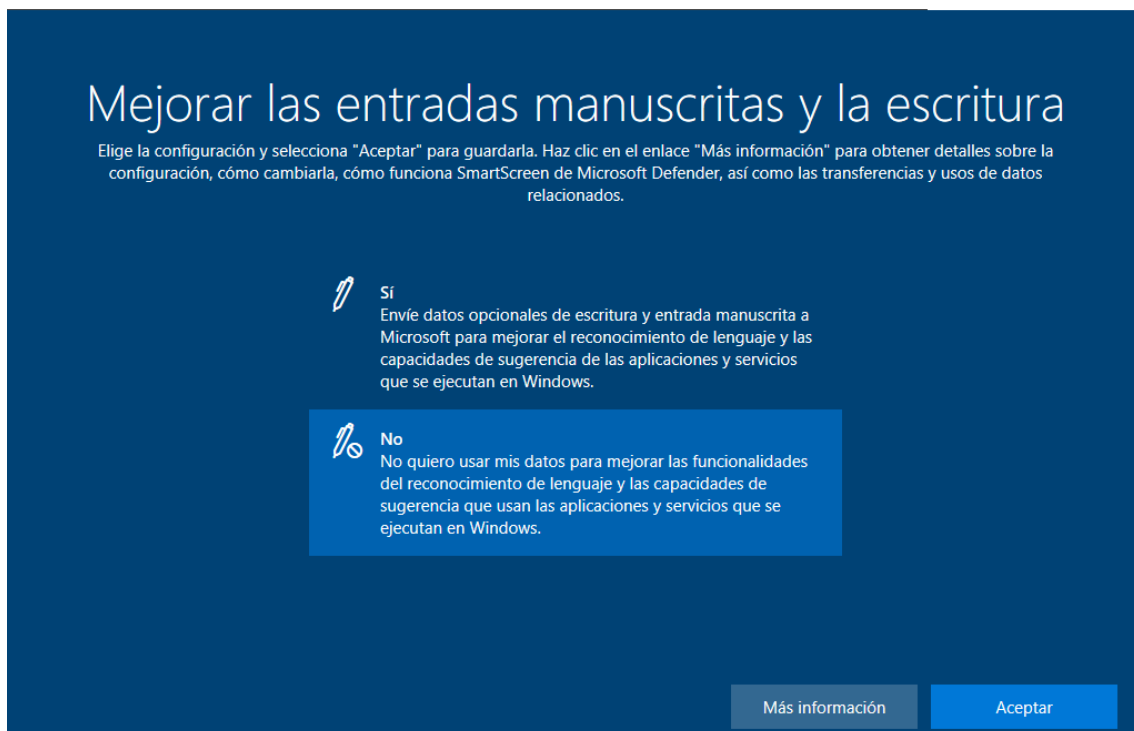 Mejorar las entradas manuscritas y la escritura
Elige la configuración y selecciona "Aceptar" para guardarla. Haz clic en el enlace "Más información" para obtener detalles sobre la
configuración, cómo cambiarla, cómo funciona SmartScreen de Microsoft Defender, así como las transferencias y usos de datos
relacionados.
Sí
Envíe datos opcionales de escritura y entrada manuscrita a
Microsoft para mejorar el reconocimiento de lenguaje y las
capacidades de sugerencia de las aplicaciones y servicios
que se ejecutan en Windows.
No
No quiero usar mis datos para mejorar las funcionalidades
del reconocimiento de lenguaje y las capacidades de
sugerencia que usan las aplicaciones y servicios que se
ejecutan en Windows.
Más información
Aceptar